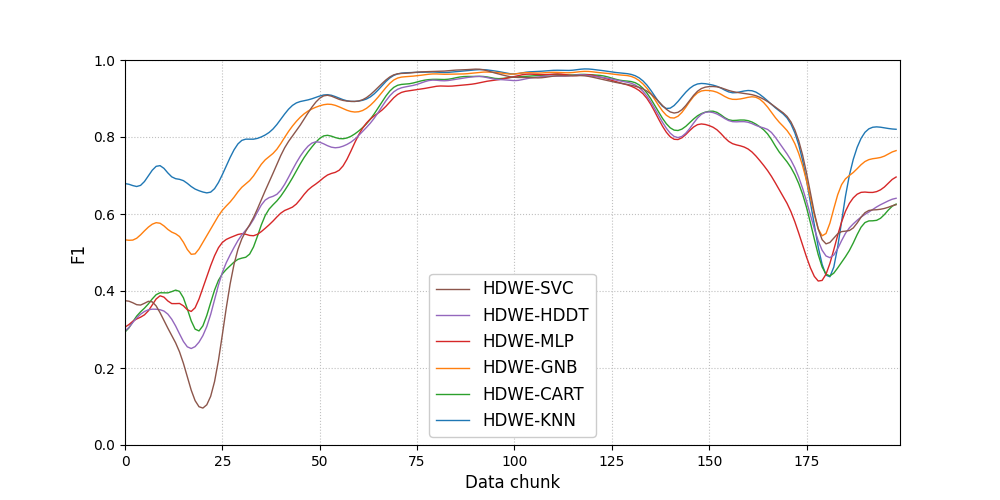 1.0
0.8
0.6
0.4
0.2
0.0
F1
HDWE-SVC
HDWE-HDDT
HDWE-MLP
HDWE-GNB
HDWE-CART
HDWE-KNN
0 25 50 75 100 125 150 175
Data chunk